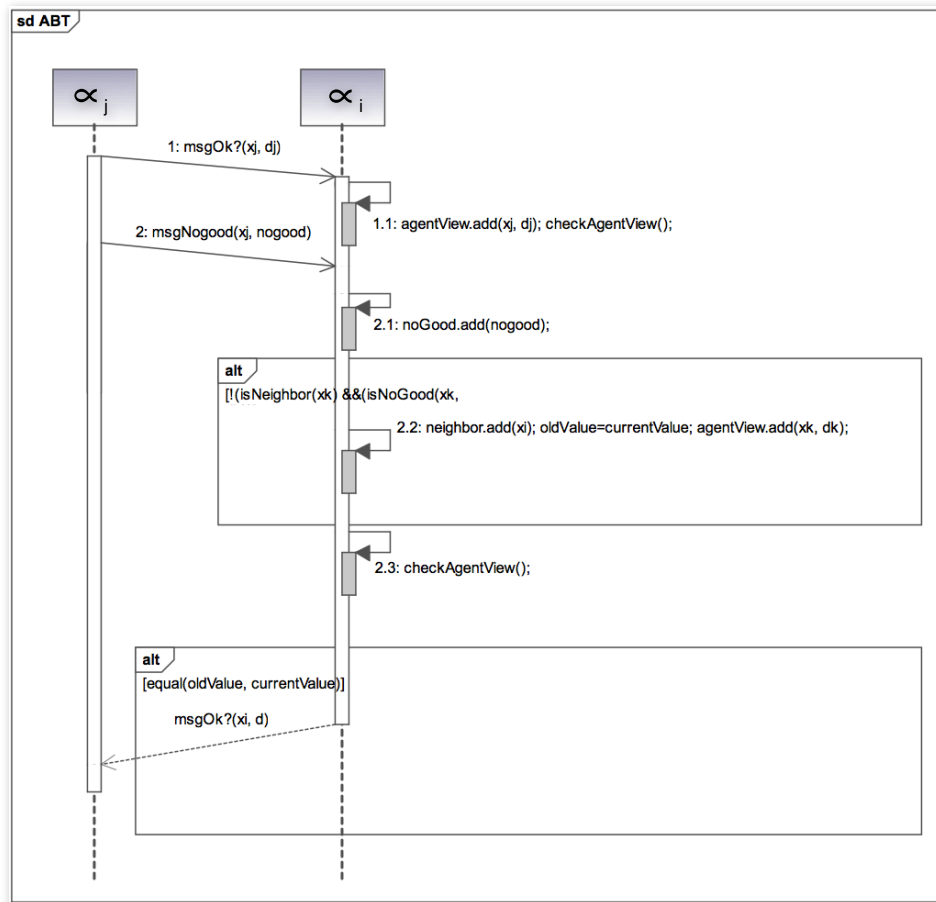 sd ABT
∝ j
∝ i
1: msgOk?(xj, dj)
1.1: agentView.add(xj, dj); checkAgentView();
2: msgNogood(xj, nogood)
2.1: noGood.add(nogood);
alt
[!(isNeighbor(xk) &&(isNoGood(xk,
2.2: neighbor.add(xi); oldValue=currentValue; agentView.add(xk, dk);
2.3: checkAgentView();
alt
[equal(oldValue, currentValue)]
msgOk?(xi, d)